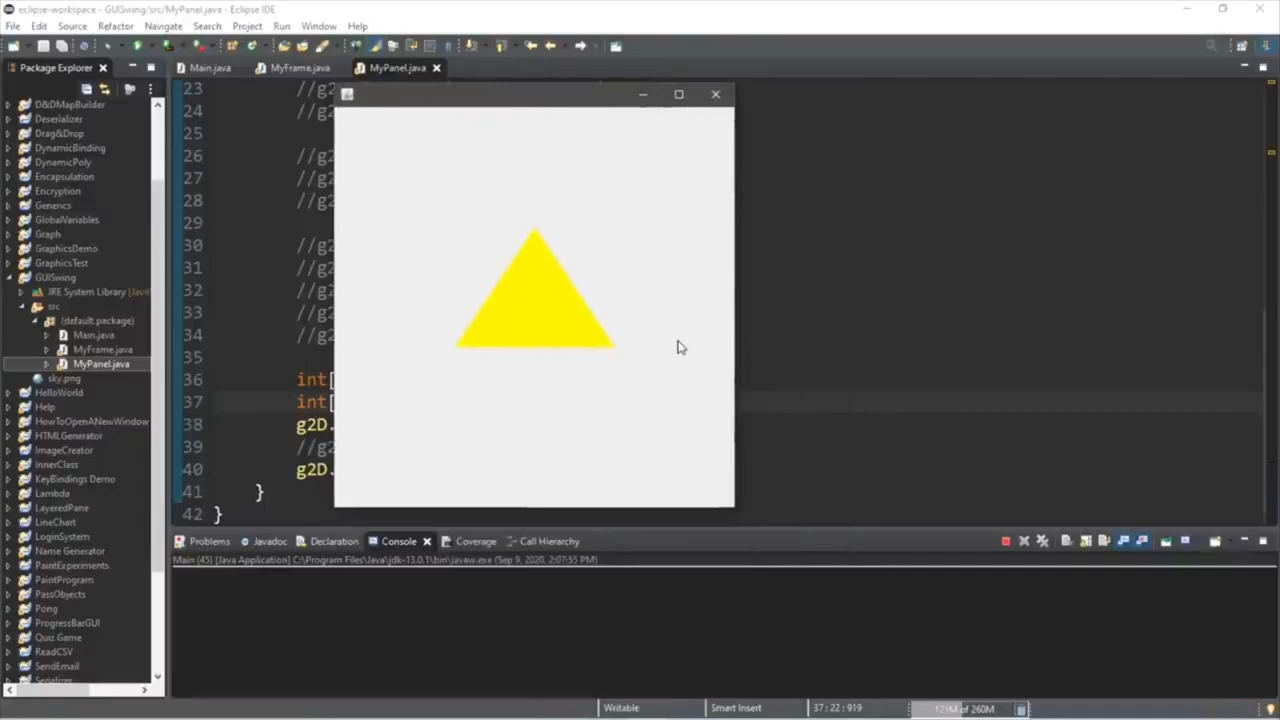 eclipse-workspace - GUISwing/src/MyPanel.java - Eclipse IDE
File Edit Source Refactor Navigate Search Project Run Window Help
Package Explorer
Main.java MyFrame.java MyPanel.java
D&DMapBuilder
Deserializer
Drag&Drop
DynamicBinding
DynamicPoly
Encapsulation
Encryption
Generics
GlobalVariables
Graph
GraphicsDemo
GraphicsTest
GUISwing
JRE System Library
src
(default package)
Main.java
MyFrame.java
MyPanel.java
sky.png
HelloWorld
Help
HowToOpenANewWindow
HTMLGenerator
ImageCreator
InnerClass
KeyBindings Demo
Lambda
LayeredPane
LineChart
LoginSystem
Name Generator
PaintExperiments
PaintProgram
PassObjects
Pong
ProgressBarGUI
Quiz Game
ReadCSV
SendEmail
Serializer
23 //g2
24 //g2
25
26 //g2
27 //g2
28 //g2
29
30 //g2
31 //g2
32 //g2
33 //g2
34 //g2
35
36 int[
37 int[
38 g2D.
39 //g2
40 g2D.
41 }
42 }
Problems Javadoc Declaration Console Coverage Call Hierarchy
Main (45) [Java Application] C:\Program Files\Java\jdk-13.0.1\bin\javaw.exe (Sep 9, 2020, 2:07:55 PM)
Writable Smart Insert 37 : 22 : 919 121M of 260M